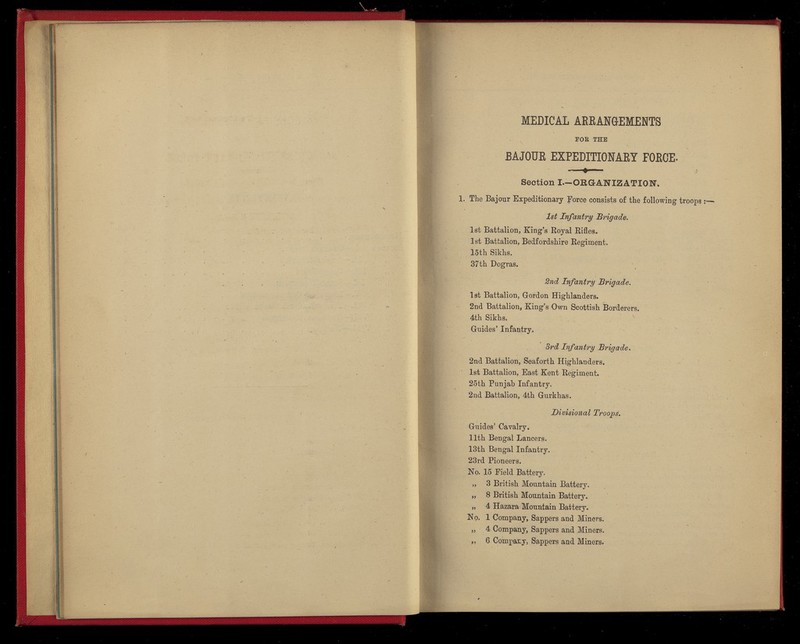 MEDICAL ARRANGEMENTS
FOR THE
BAJOUR EXPEDITIONARY FORCE.
Section I.—ORGANIZATION.
1. The Bajour Expeditionary Force consists of the following troops :—
1st Infantry Brigade.
1st Battalion, King's Royal Rifles.
1st Battalion, Bedfordshire Regiment.
15th Sikhs.
37th Dogras.
2nd Infantry Brigade.
1st Battalion, Gordon Highlanders.
2nd Battalion, King's Own Scottish Borderers.
4th Sikhs.
Guides' Infantry.
3rd Infantry Brigade.
2nd Battalion, Seaforth Highlanders.
1st Battalion, East Kent Regiment.
25th Punjab Infantry.
2nd Battalion, 4th Gurkhas.
Divisional Troops.
Guides' Cavalry.
11th Bengal Lancers.
13th Bengal Infantry.
23rd Pioneers.
No. 15 Field Battery.
„ 3 British Mountain Battery.
„ 8 British Mountain Battery.
„ 4 Hazara Mountain Battery.
No. 1 Company, Sappers and Miners.
„ 4 Company, Sappers and Miners.
„ 6 Company, Sappers and Miners.